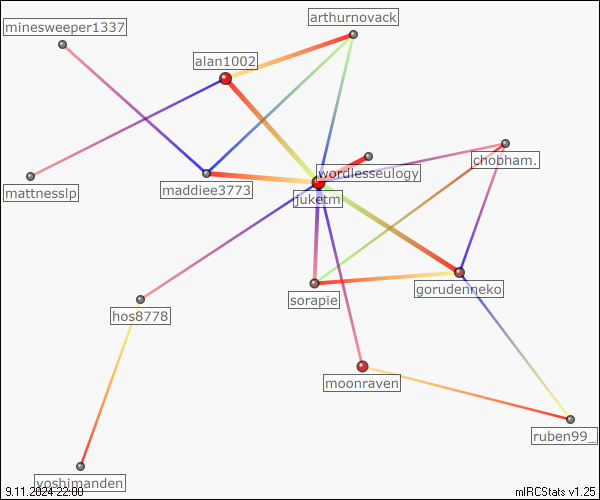 arthurnovack
minesweeper1337
alan1002
chobham.
wordlesseulogy
mattnesslp
maddiee3773
juketm
gorudenneko
sorapie
hos8778
moonraven
ruben99_
yoshimanden
9.11.2024 22:00
mIRCStats v1.25